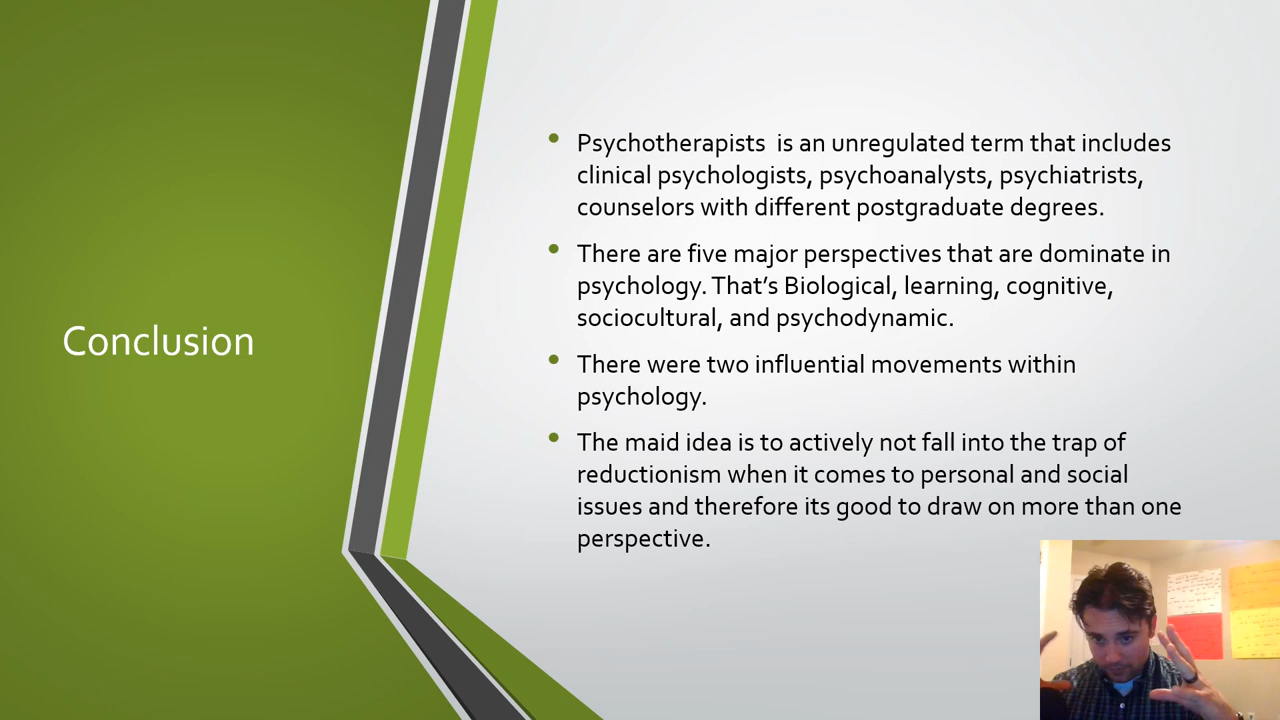 Conclusion
Psychotherapists is an unregulated term that includes
clinical psychologists, psychoanalysts, psychiatrists,
counselors with different postgraduate degrees.
There are five major perspectives that are dominate in
psychology. That’s Biological, learning, cognitive,
sociocultural, and psychodynamic.
There were two influential movements within
psychology.
The maid idea is to actively not fall into the trap of
reductionism when it comes to personal and social
issues and therefore its good to draw on more than one
perspective.